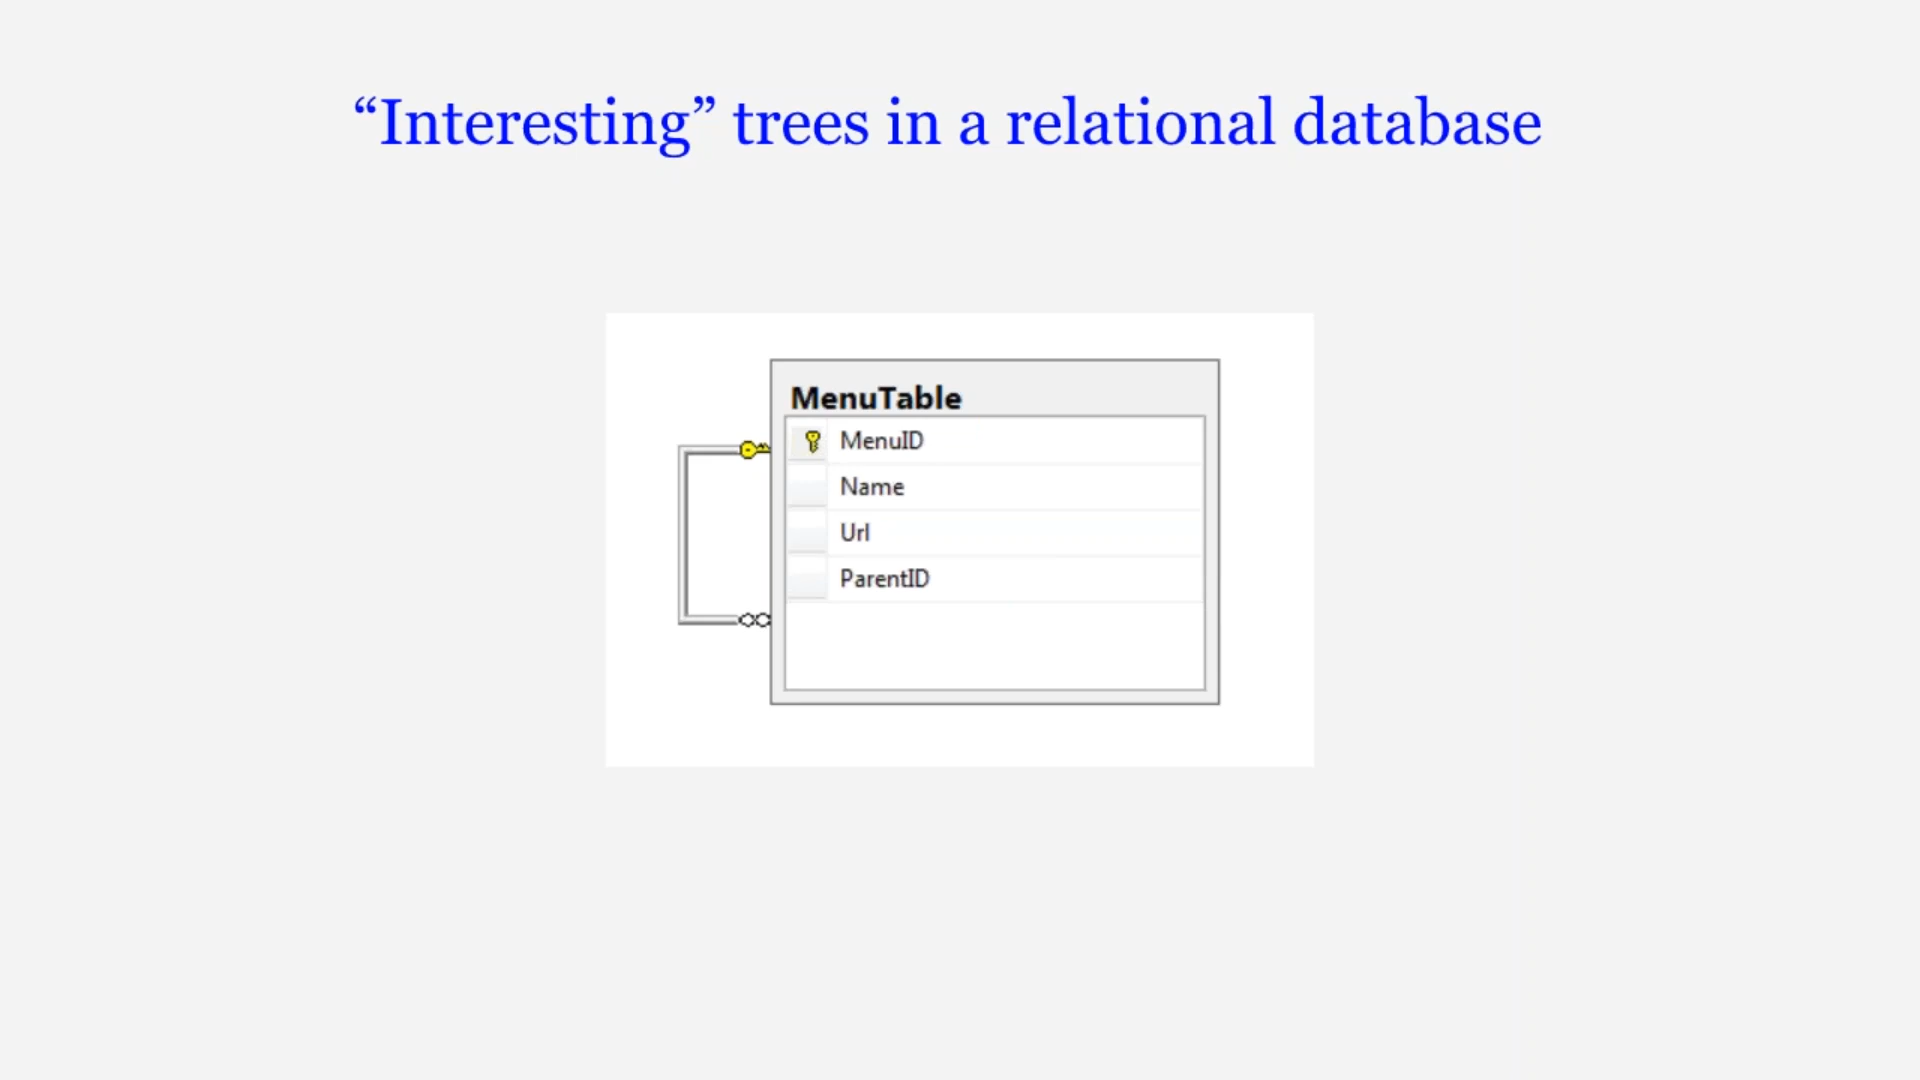 “Interesting” trees in a relational database
MenuTable
MenuID
Name
Url
ParentID